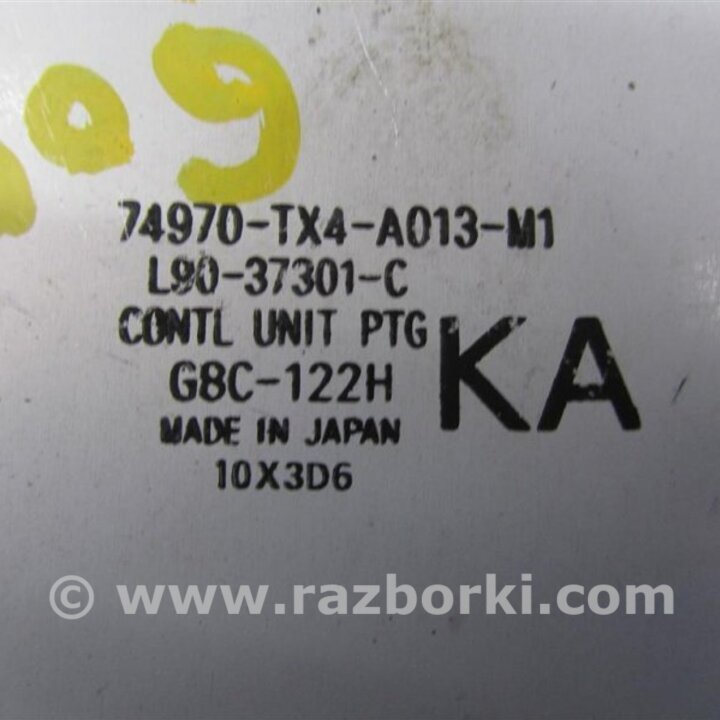 009
74970-TX4-A013-M1
L90-37301-C
CONTL UNIT PTG
G8C-122H
KA
MADE IN JAPAN
10X3D6
© www.razborki.com